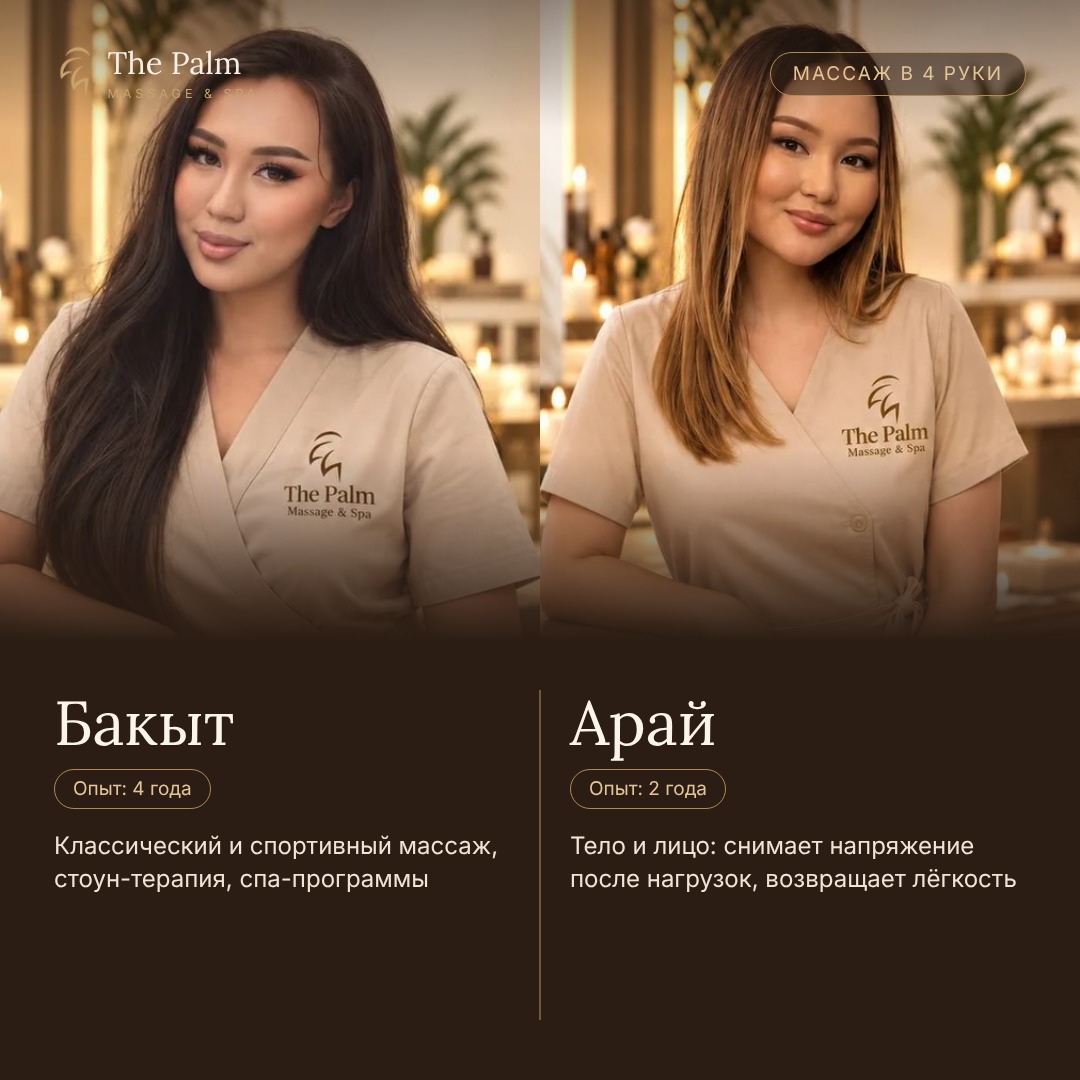 The Palm
MASSAGE & SPA
МАССАЖ В 4 РУКИ
The Palm
Massage & Spa
The Palm
Massage & Spa
Бакыт
Опыт: 4 года
Классический и спортивный массаж,
стоун-терапия, спа-программы
Арай
Опыт: 2 года
Тело и лицо: снимает напряжение
после нагрузок, возвращает лёгкость